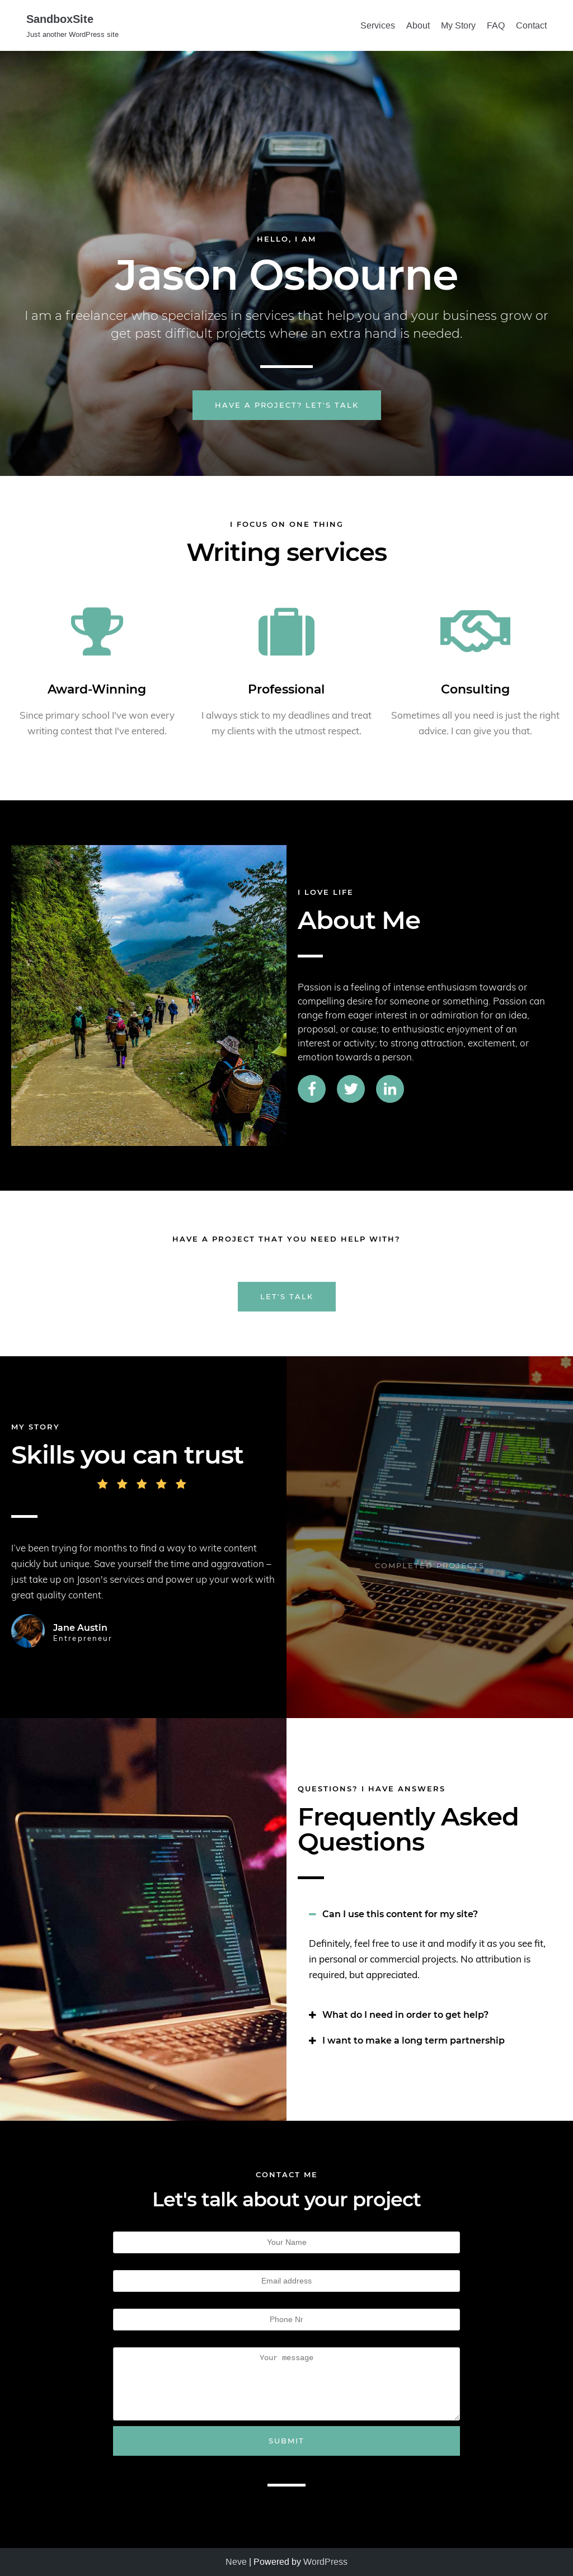 SandboxSite
Just another WordPress site
Services About My Story FAQ Contact
HELLO, I AM
Jason Osbourne
I am a freelancer who specializes in services that help you and your business grow or
get past difficult projects where an extra hand is needed.
HAVE A PROJECT? LET'S TALK
I FOCUS ON ONE THING
Writing services
Award-Winning
Since primary school I've won every
writing contest that I've entered.
Professional
I always stick to my deadlines and treat
my clients with the utmost respect.
Consulting
Sometimes all you need is just the right
advice. I can give you that.
I LOVE LIFE
About Me
Passion is a feeling of intense enthusiasm towards or
compelling desire for someone or something. Passion can
range from eager interest in or admiration for an idea,
proposal, or cause; to enthusiastic enjoyment of an
interest or activity; to strong attraction, excitement, or
emotion towards a person.
HAVE A PROJECT THAT YOU NEED HELP WITH?
LET'S TALK
MY STORY
Skills you can trust
I've been trying for months to find a way to write content
quickly but unique. Save yourself the time and aggravation –
just take up on Jason's services and power up your work with
great quality content.
Jane Austin
Entrepreneur
COMPLETED PROJECTS
QUESTIONS? I HAVE ANSWERS
Frequently Asked
Questions
Can I use this content for my site?
Definitely, feel free to use it and modify it as you see fit,
in personal or commercial projects. No attribution is
required, but appreciated.
What do I need in order to get help?
I want to make a long term partnership
CONTACT ME
Let's talk about your project
Your Name
Email address
Phone Nr
Your message
SUBMIT
Neve | Powered by WordPress